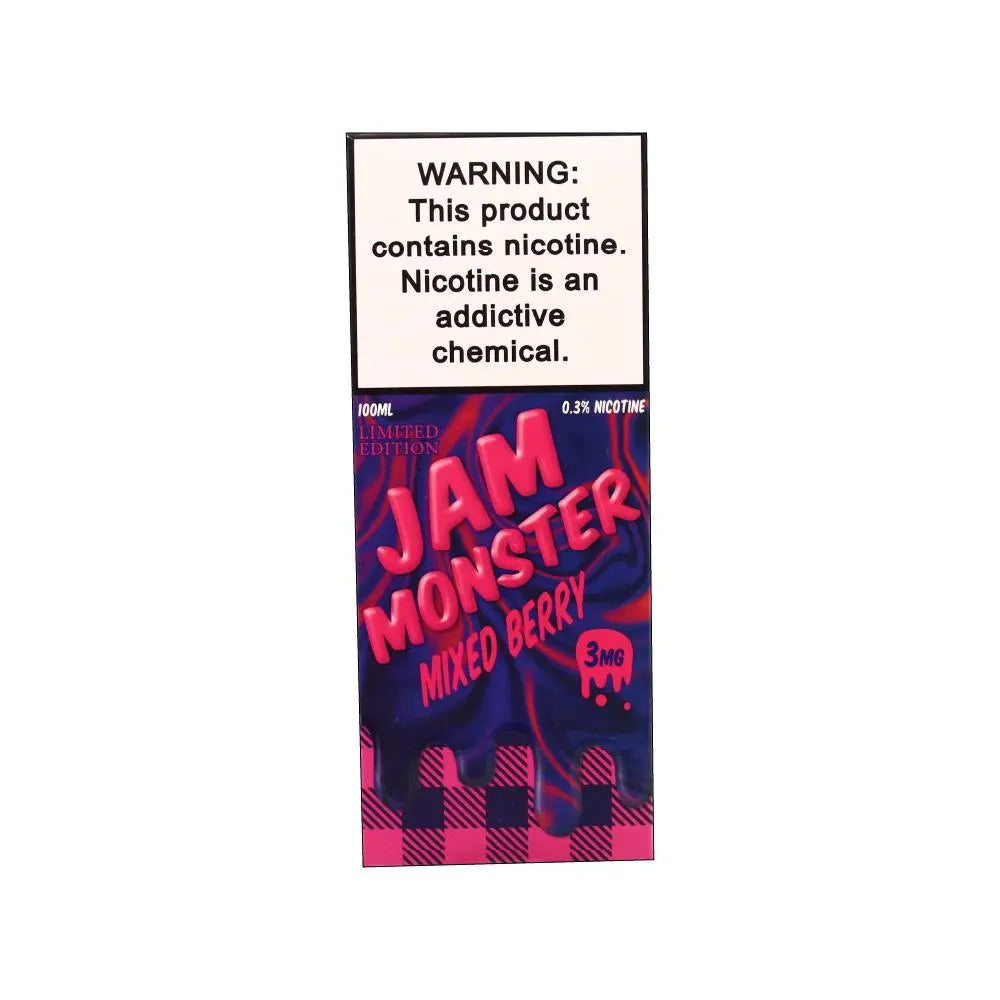 WARNING:
This product
contains nicotine.
Nicotine is an
addictive
chemical.
100ML
0.3% NICOTINE
LIMITED
EDITION
JAM
MONSTER
MIXED BERRY
3MG